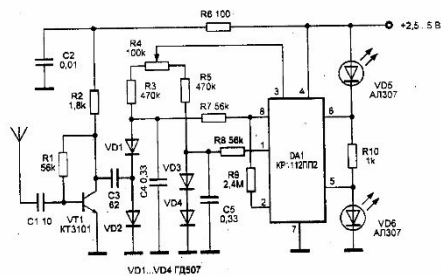 R6 100
+2,5...5 В
C2
0,01
R4
100k
R5
470k
R2
1,8k
R3
470k
R7 56k
VD5
АЛ307
3
4
8
6
R1
56k
VD1
C4 0,33
R8 56k
1
DA1
R10
1k
C3
62
VD3
R9
2,4M
5
C1 10
VT1
КТ3101
VD2
VD4
C5
0,33
2
7
VD6
АЛ307
VD1...VD4 ГД507